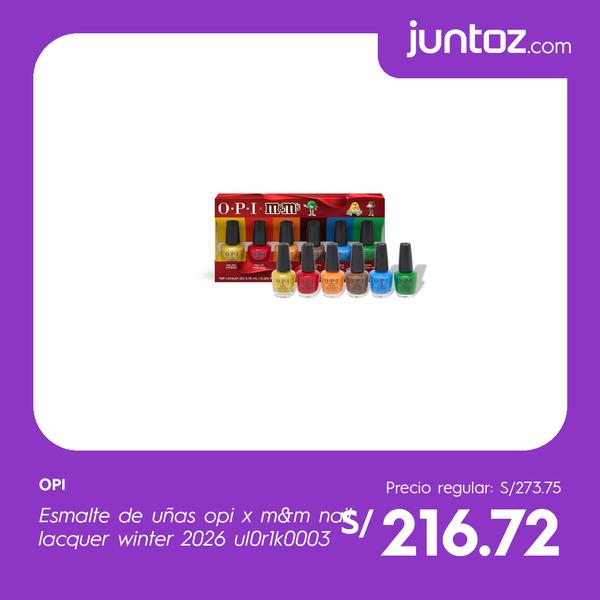 juntoz.com
O·P·I x m&m's
OPI
Precio regular: S/273.75
Esmalte de uñas opi x m&m nail
lacquer winter 2026 ul0r1k0003
S/ 216.72